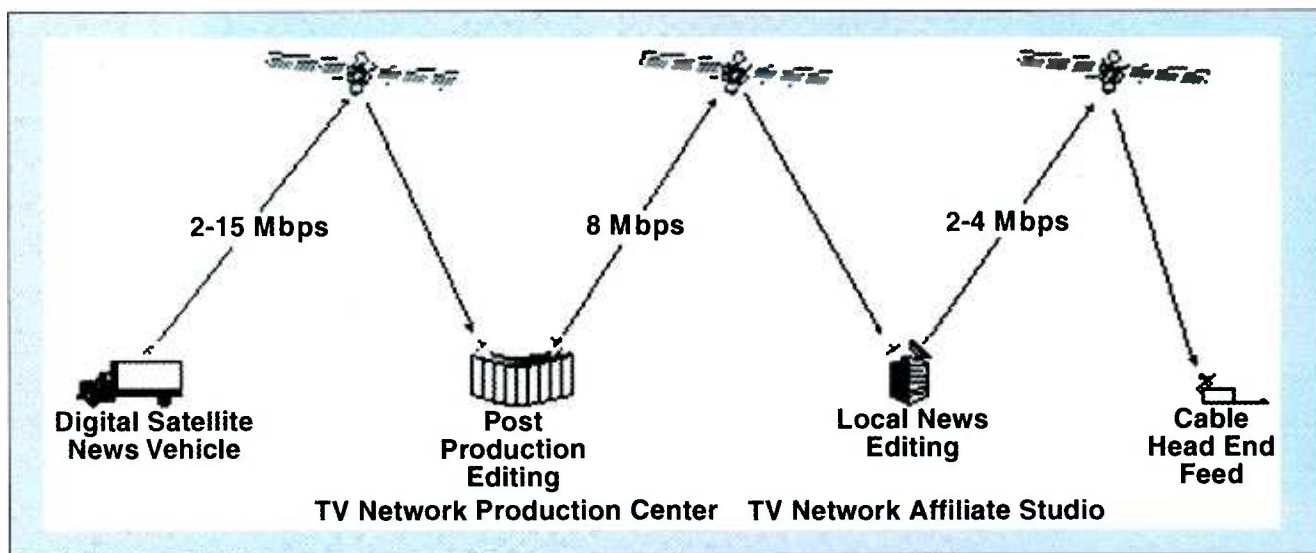 2-15 Mbps
8 Mbps
2-4 Mbps
Digital Satellite
News Vehicle
Post
Production
Editing
Local News
Editing
Cable
Head End
Feed
TV Network Production Center
TV Network Affiliate Studio